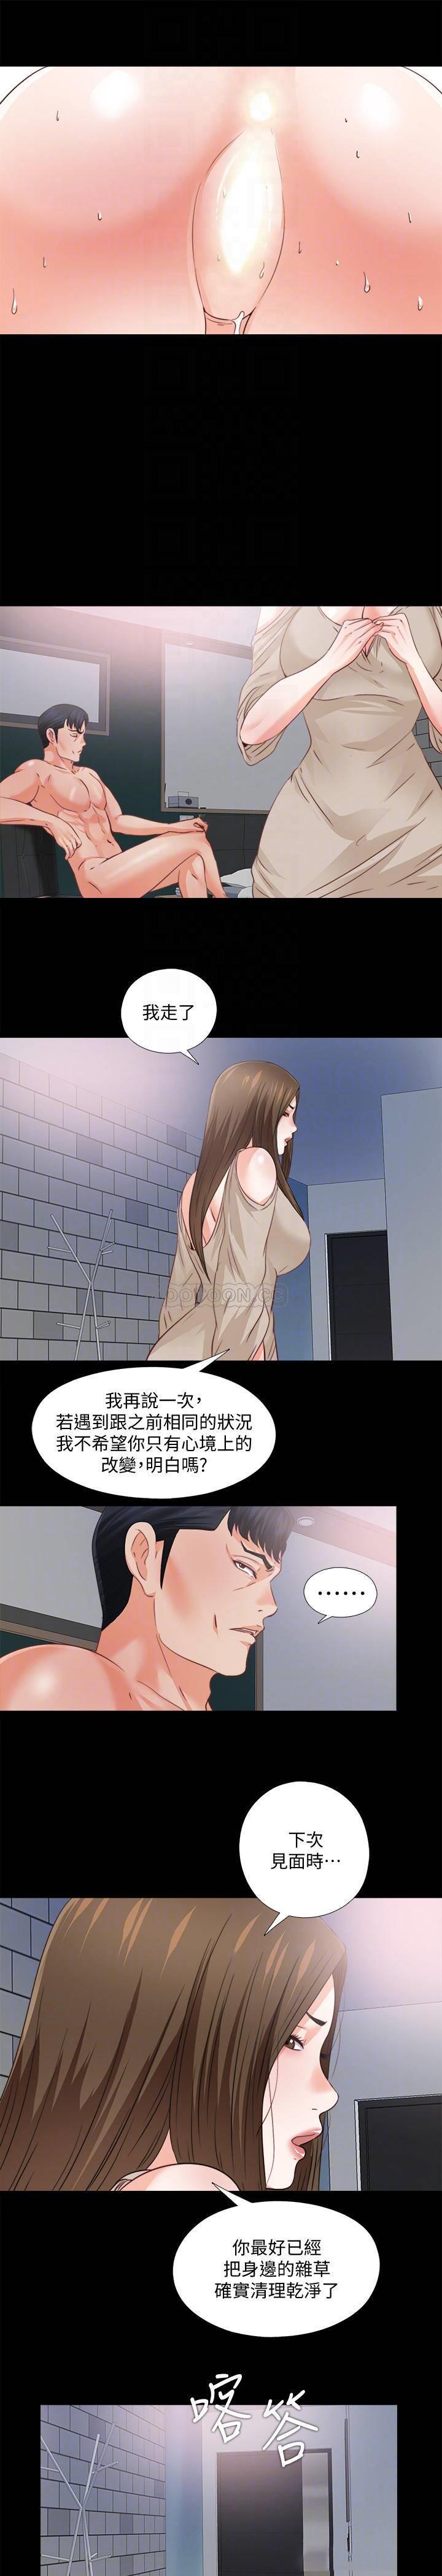 我走了
我再說一次,
若遇到跟之前相同的狀況
我不希望你只有心境上的
改變,明白嗎?
......
下次
見面時…
你最好已經
把身邊的雜草
確實清理乾淨了
喀答